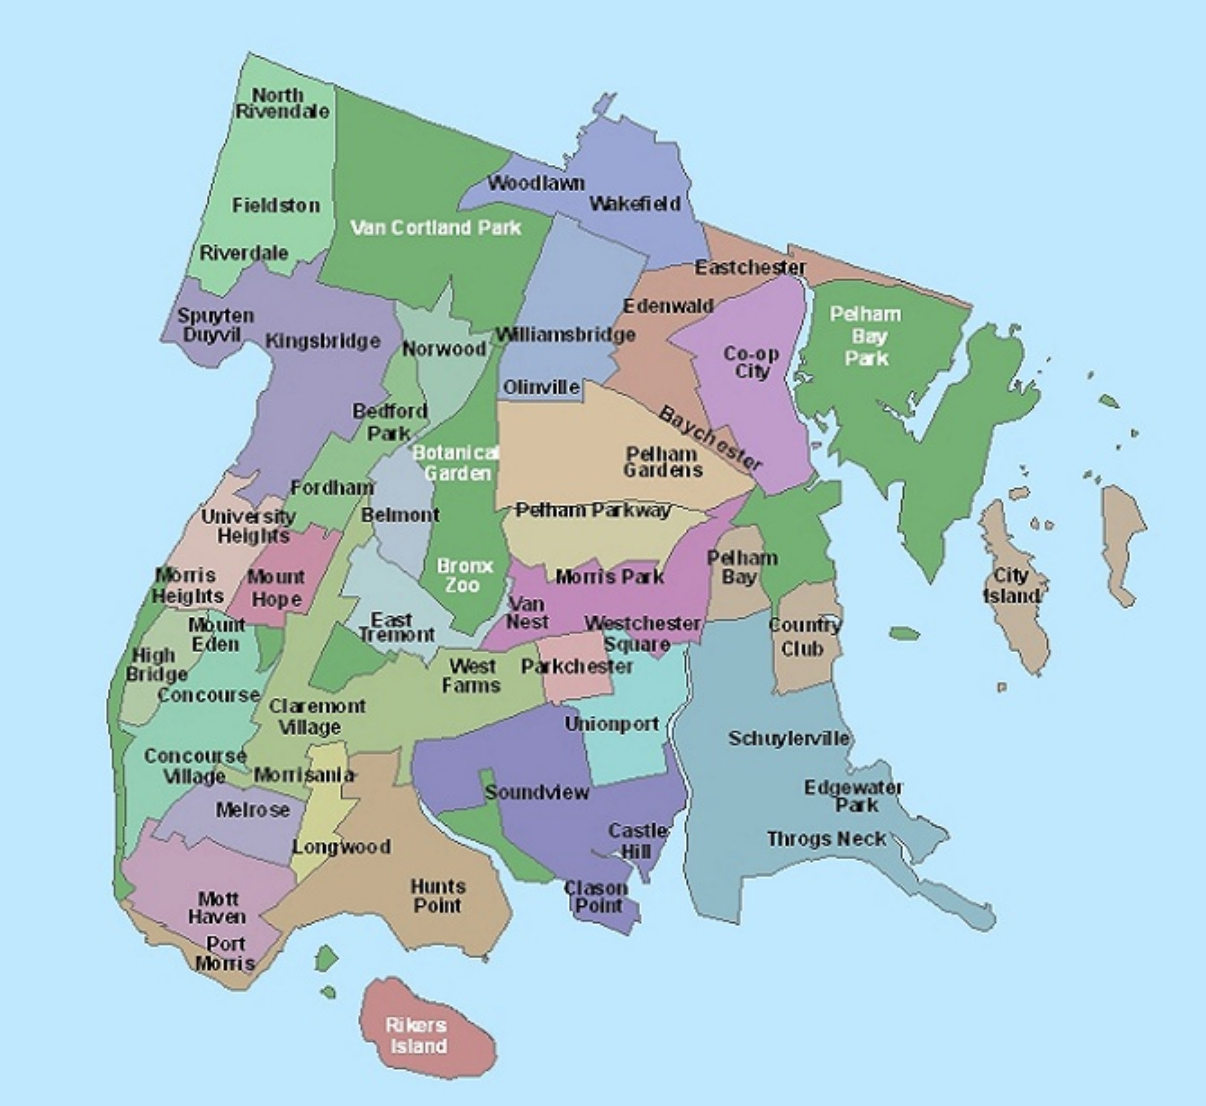 North
Rivendale
Fieldston
Riverdale
Van Cortland Park
Woodlawn
Wakefield
Eastchester
Edenwald
Spuyten
Duyvil
Kingsbridge
Norwood
Williamsbridge
Olinville
Co-op
City
Pelham
Bay
Park
Bedford
Park
Baychester
Botanical
Garden
Pelham
Gardens
Fordham
University
Heights
Belmont
Pelham Parkway
Morris
Heights
Mount
Hope
Bronx
Zoo
Morris Park
Pelham
Bay
City
Island
Mount
Eden
East
Tremont
Van
Nest
Westchester
Square
Country
Club
High
Bridge
Concourse
West
Farms
Parkchester
Claremont
Village
Unionport
Schuylerville
Concourse
Village
Morrisania
Melrose
Soundview
Edgewater
Park
Longwood
Castle
Hill
Throgs Neck
Mott
Haven
Hunts
Point
Clason
Point
Port
Morris
Rikers
Island